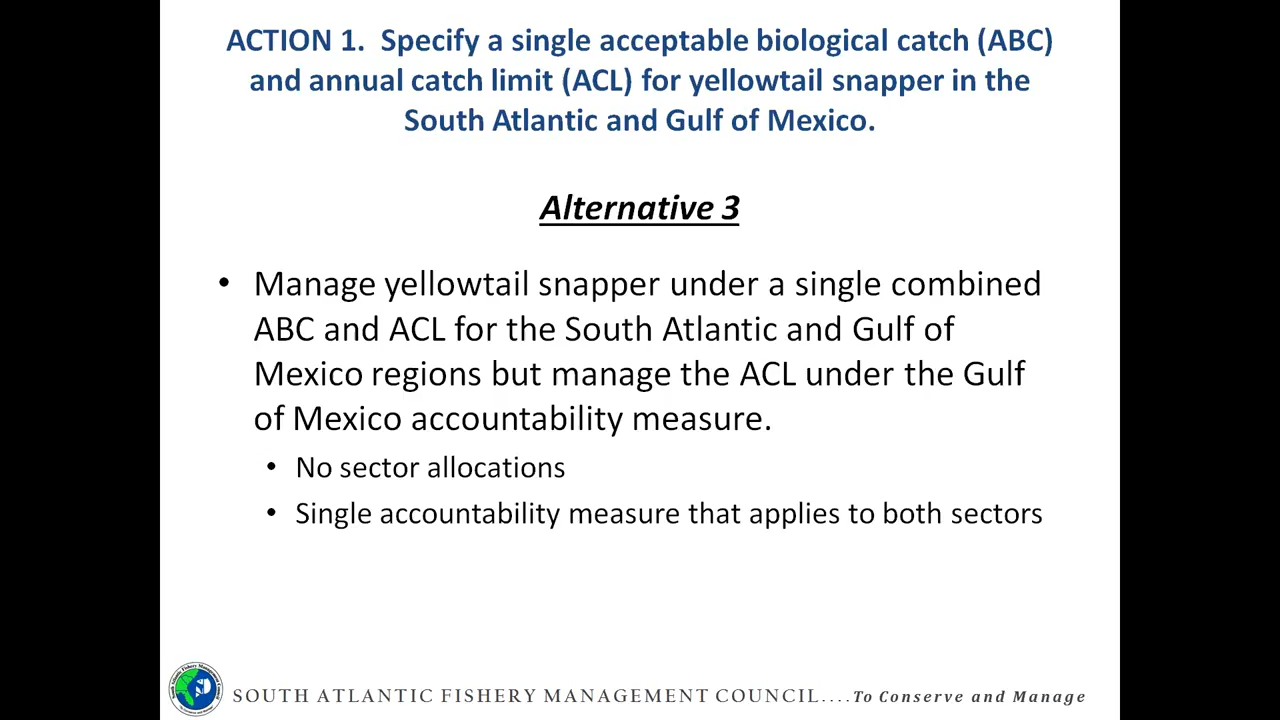 ACTION 1.  Specify a single acceptable biological catch (ABC)
and annual catch limit (ACL) for yellowtail snapper in the
South Atlantic and Gulf of Mexico.
Alternative 3
• Manage yellowtail snapper under a single combined
ABC and ACL for the South Atlantic and Gulf of
Mexico regions but manage the ACL under the Gulf
of Mexico accountability measure.
• No sector allocations
• Single accountability measure that applies to both sectors
SOUTH ATLANTIC FISHERY MANAGEMENT COUNCIL....To Conserve and Manage